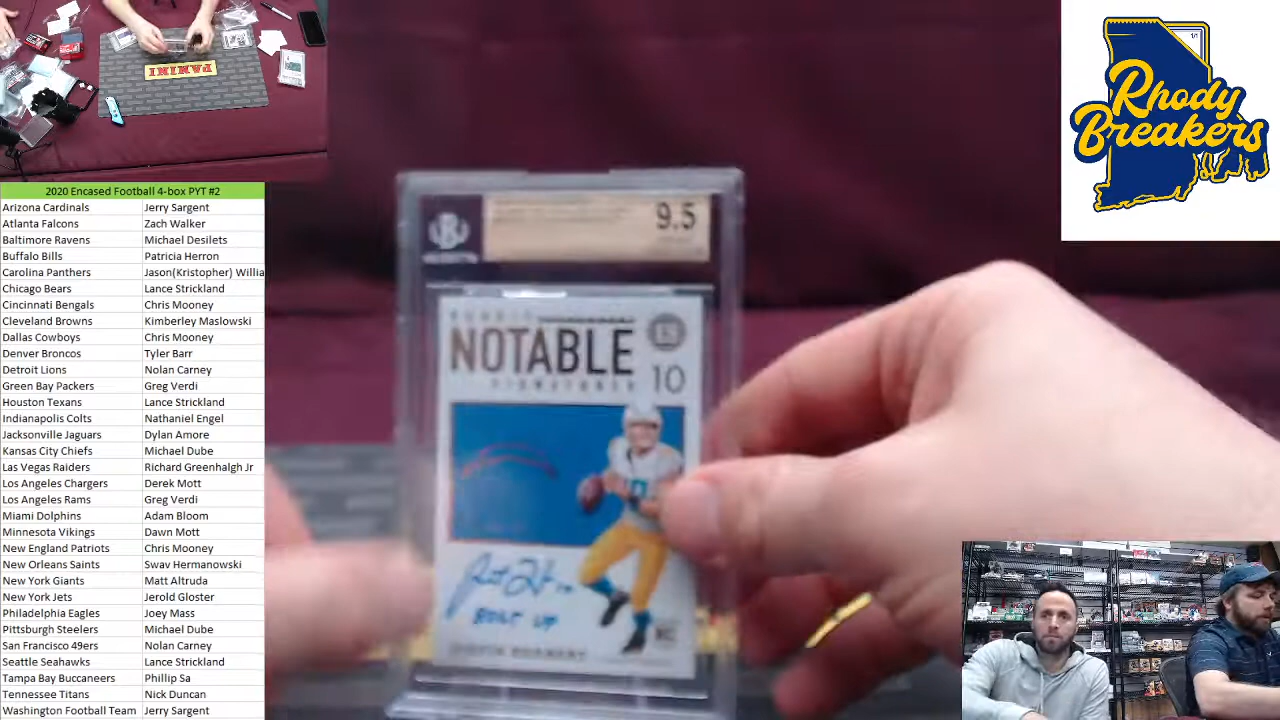 PANINI
2020 Encased Football 4-box PYT #2
Arizona Cardinals Jerry Sargent
Atlanta Falcons Zach Walker
Baltimore Ravens Michael Desilets
Buffalo Bills Patricia Herron
Carolina Panthers Jason(Kristopher) Willia
Chicago Bears Lance Strickland
Cincinnati Bengals Chris Mooney
Cleveland Browns Kimberley Maslowski
Dallas Cowboys Chris Mooney
Denver Broncos Tyler Barr
Detroit Lions Nolan Carney
Green Bay Packers Greg Verdi
Houston Texans Lance Strickland
Indianapolis Colts Nathaniel Engel
Jacksonville Jaguars Dylan Amore
Kansas City Chiefs Michael Dube
Las Vegas Raiders Richard Greenhalgh Jr
Los Angeles Chargers Derek Mott
Los Angeles Rams Greg Verdi
Miami Dolphins Adam Bloom
Minnesota Vikings Dawn Mott
New England Patriots Chris Mooney
New Orleans Saints Swav Hermanowski
New York Giants Matt Altruda
New York Jets Jerold Gloster
Philadelphia Eagles Joey Mass
Pittsburgh Steelers Michael Dube
San Francisco 49ers Nolan Carney
Seattle Seahawks Lance Strickland
Tampa Bay Buccaneers Phillip Sa
Tennessee Titans Nick Duncan
Washington Football Team Jerry Sargent
9.5
NOTABLE
SIGNATURES
10
BOLT UP
JUSTIN HERBERT
RC
1/1
Rhody
Breakers